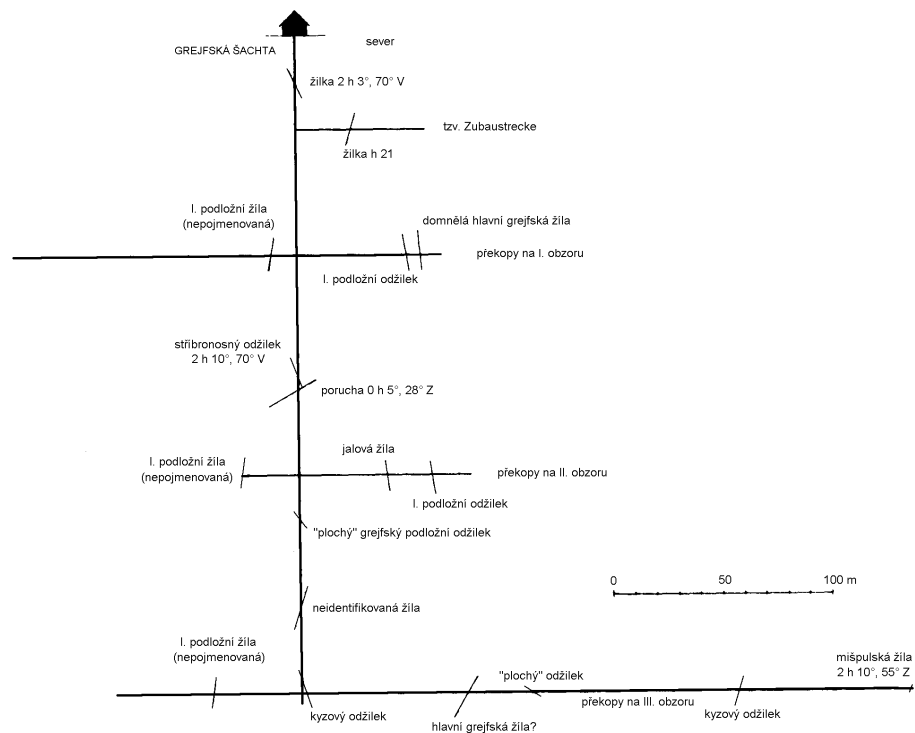 sever
GREJFSKÁ ŠACHTA
žilka 2 h 3°, 70° V
tzv. Zubaustrecke
žilka h 21
I. podložní žíla
(nepojmenovaná)
domnělá hlavní grejfská žíla
překopy na I. obzoru
I. podložní odžilek
stříbronosný odžilek
2 h 10°, 70° V
porucha 0 h 5°, 28° Z
jalová žíla
I. podložní žíla
(nepojmenovaná)
překopy na II. obzoru
I. podložní odžilek
"plochý" grejfský podložní odžilek
0 50 100 m
neidentifikovaná žíla
I. podložní žíla
(nepojmenovaná)
mišpulská žíla
2 h 10°, 55° Z
"plochý" odžilek
překopy na III. obzoru
kyzový odžilek
kyzový odžilek
hlavní grejfská žíla?